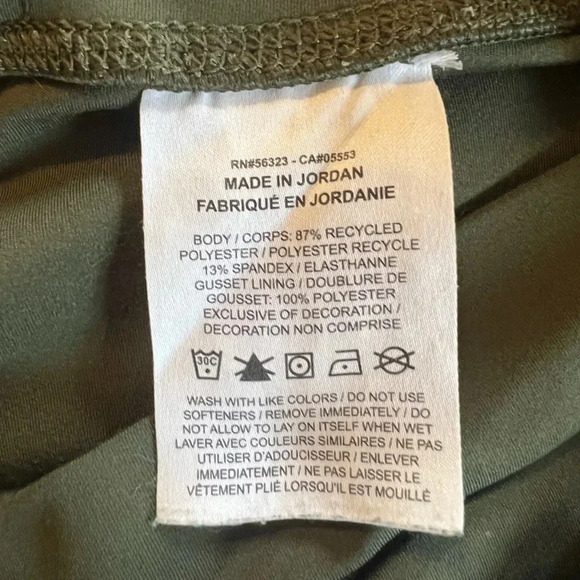 RN#56323 - CA#05553
MADE IN JORDAN
FABRIQUÉ EN JORDANIE
BODY / CORPS: 87% RECYCLED
POLYESTER / POLYESTER RECYCLE
13% SPANDEX / ELASTHANNE
GUSSET LINING / DOUBLURE DE
GOUSSET: 100% POLYESTER
EXCLUSIVE OF DECORATION /
DECORATION NON COMPRISE
30C
WASH WITH LIKE COLORS / DO NOT USE
SOFTENERS / REMOVE IMMEDIATELY / DO
NOT ALLOW TO LAY ON ITSELF WHEN WET
LAVER AVEC COULEURS SIMILAIRES / NE PAS
UTILISER D'ADOUCISSEUR / ENLEVER
IMMEDIATEMENT / NE PAS LAISSER LE
VÊTEMENT PLIÉ LORSQU'IL EST MOUILLÉ